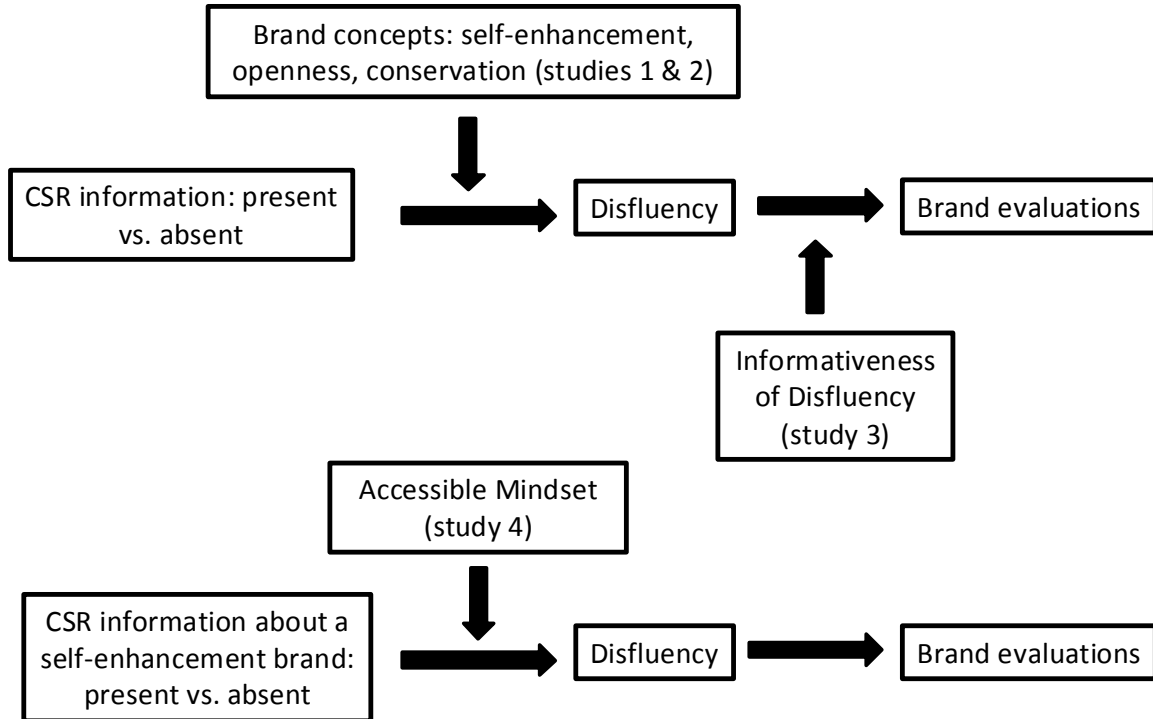 Brand concepts: self-enhancement,
openness, conservation (studies 1 & 2)
CSR information: present
vs. absent
Disfluency
Brand evaluations
Informativeness
of Disfluency
(study 3)
Accessible Mindset
(study 4)
CSR information about a
self-enhancement brand:
present vs. absent
Disfluency
Brand evaluations